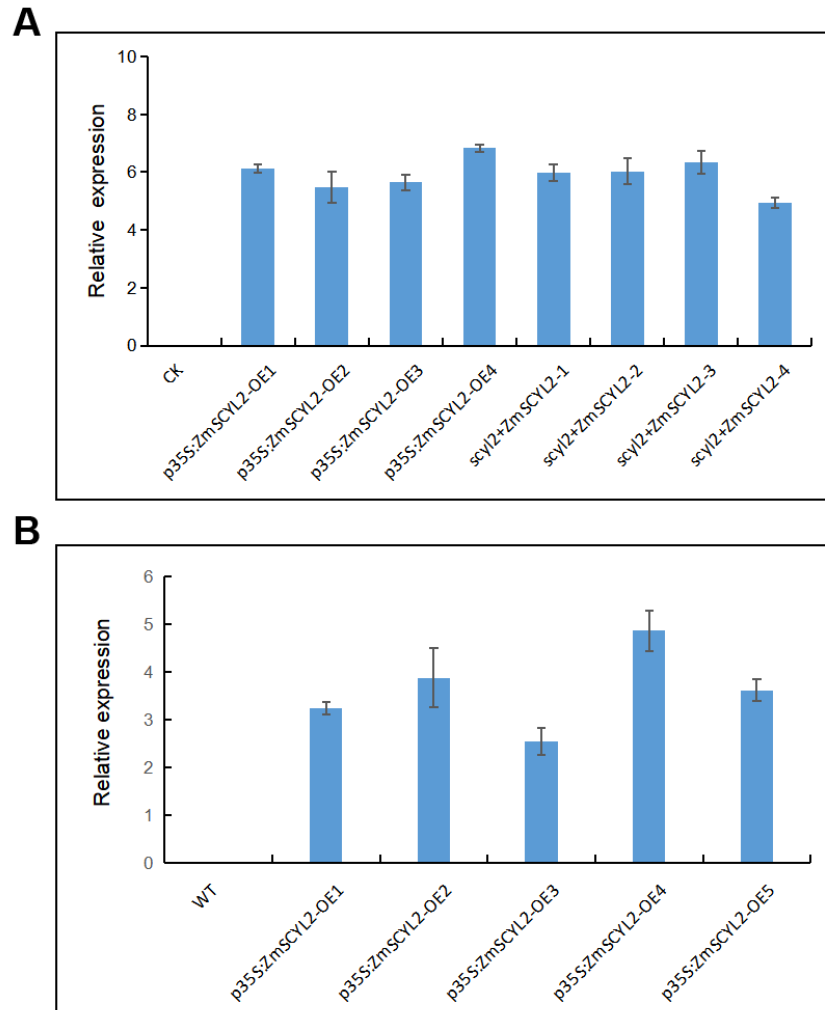 A
Relative expression
10
8
6
4
2
0
CK
p35S:ZmSCYL2-OE1
p35S:ZmSCYL2-OE2
p35S:ZmSCYL2-OE3
p35S:ZmSCYL2-OE4
scyl2+ZmSCYL2-1
scyl2+ZmSCYL2-2
scyl2+ZmSCYL2-3
scyl2+ZmSCYL2-4
B
Relative expression
6
5
4
3
2
1
0
WT
p35S:ZmSCYL2-OE1
p35S:ZmSCYL2-OE2
p35S:ZmSCYL2-OE3
p35S:ZmSCYL2-OE4
p35S:ZmSCYL2-OE5